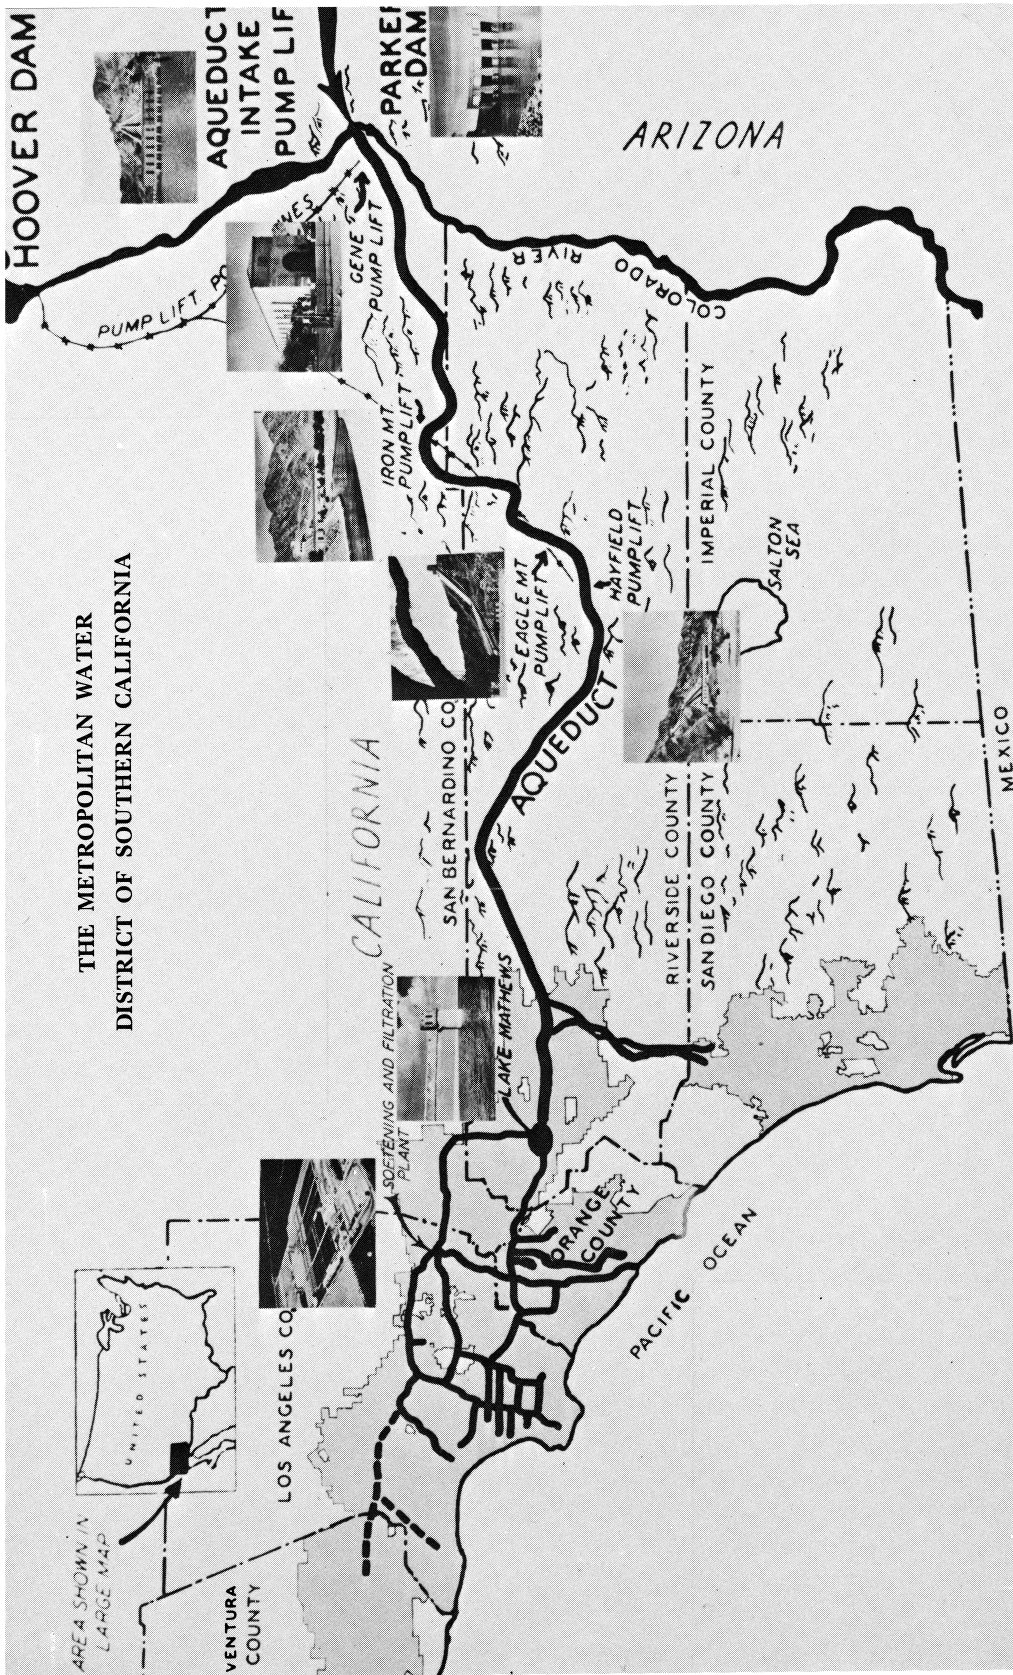 THE METROPOLITAN WATER
DISTRICT OF SOUTHERN CALIFORNIA
HOOVER DAM
AQUEDUCT
INTAKE
PUMP LIF
PARKER
DAM
ARIZONA
PUMP LIFT PO
NES
GENE
PUMP LIFT
COLORADO RIVER
IRON MT.
PUMPLIFT
IMPERIAL COUNTY
SALTON
SEA
HAYFIELD
PUMPLIFT
EAGLE MT
PUMPLIFT
AQUEDUCT
CALIFORNIA
SAN BERNARDINO CO.
RIVERSIDE COUNTY
SAN DIEGO COUNTY
MEXICO
LAKE MATHEWS
SOFTENING AND FILTRATION
PLANT
ORANGE
COUNTY
PACIFIC OCEAN
LOS ANGELES CO.
UNITED STATES
AREA SHOWN IN
LARGE MAP
VENTURA
COUNTY